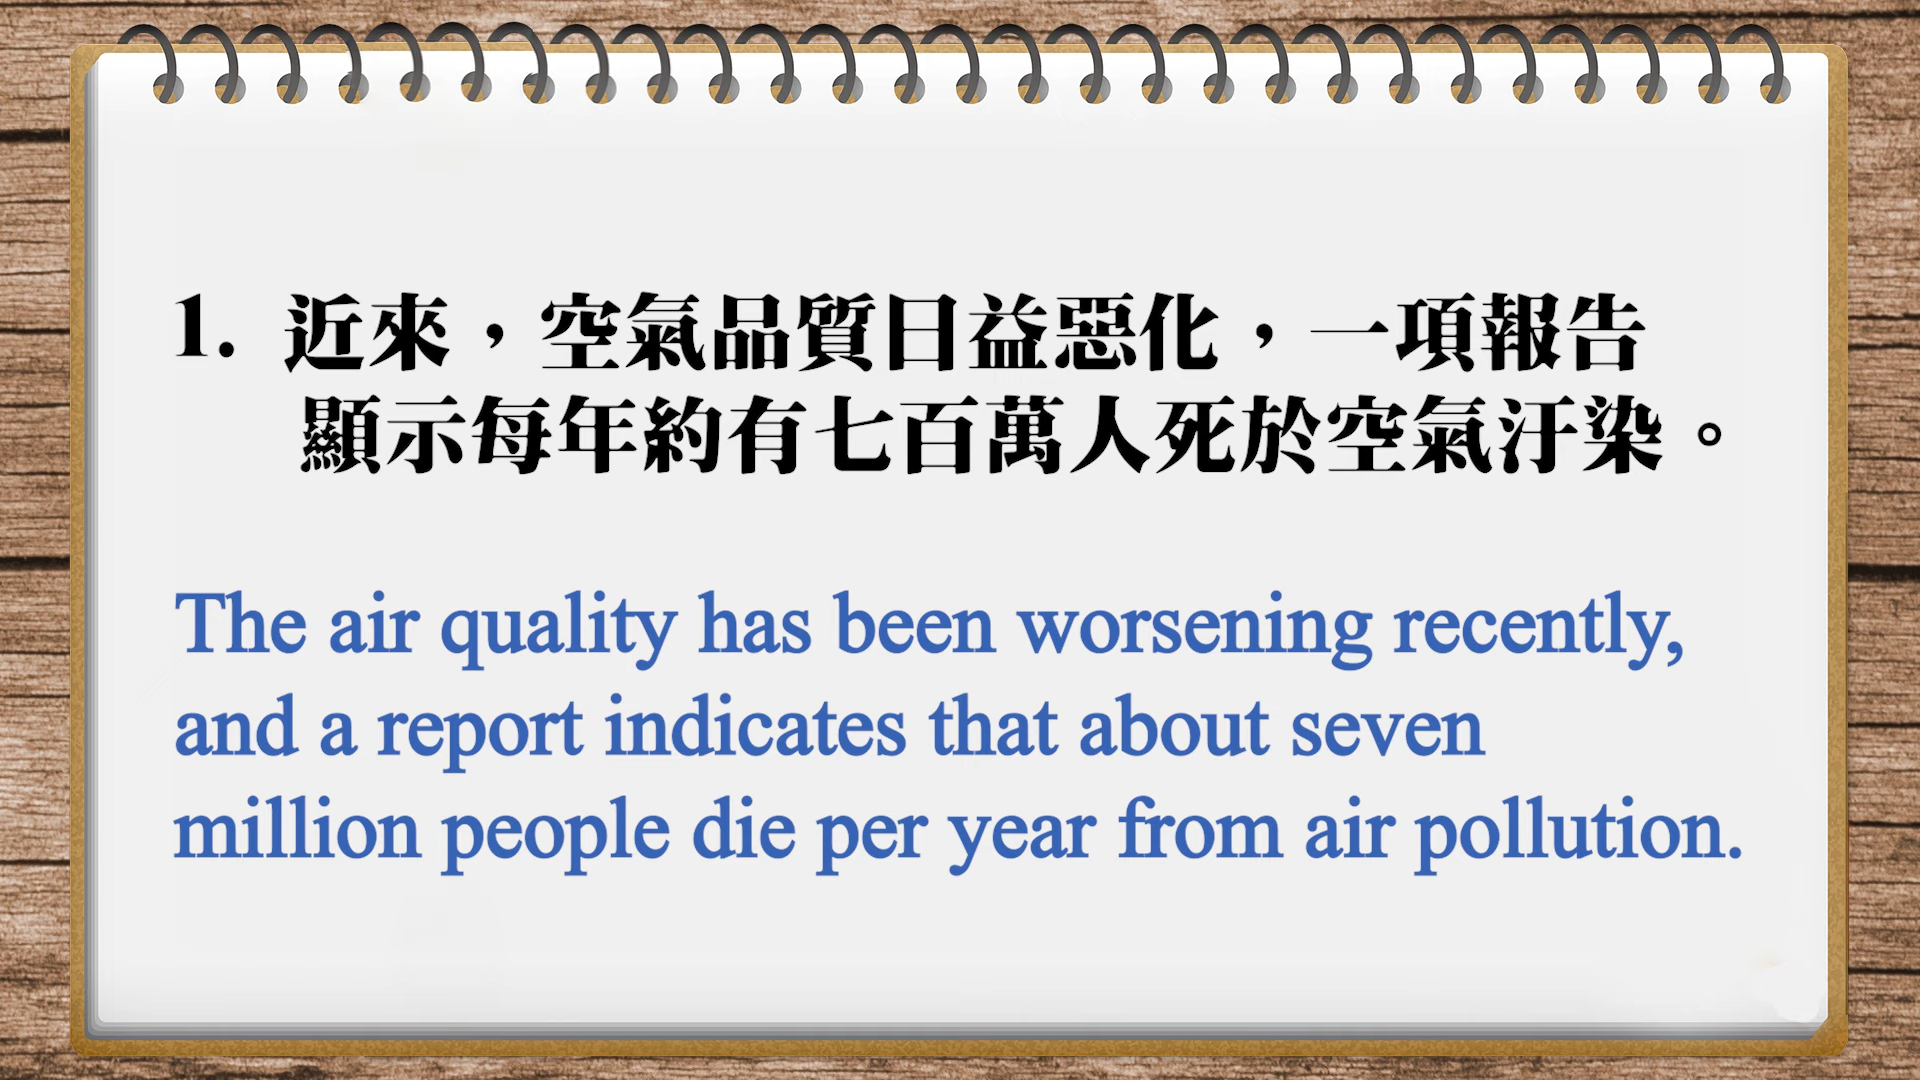 1. 近來，空氣品質日益惡化，一項報告
顯示每年約有七百萬人死於空氣汙染。
The air quality has been worsening recently,
and a report indicates that about seven
million people die per year from air pollution.